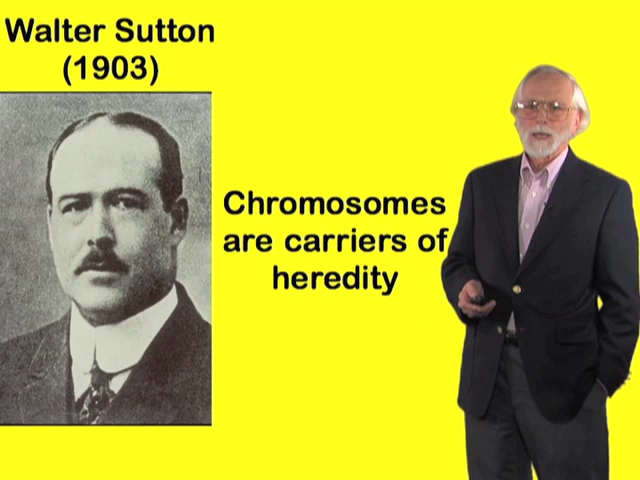 Walter Sutton
(1903)
Chromosomes
are carriers of
heredity